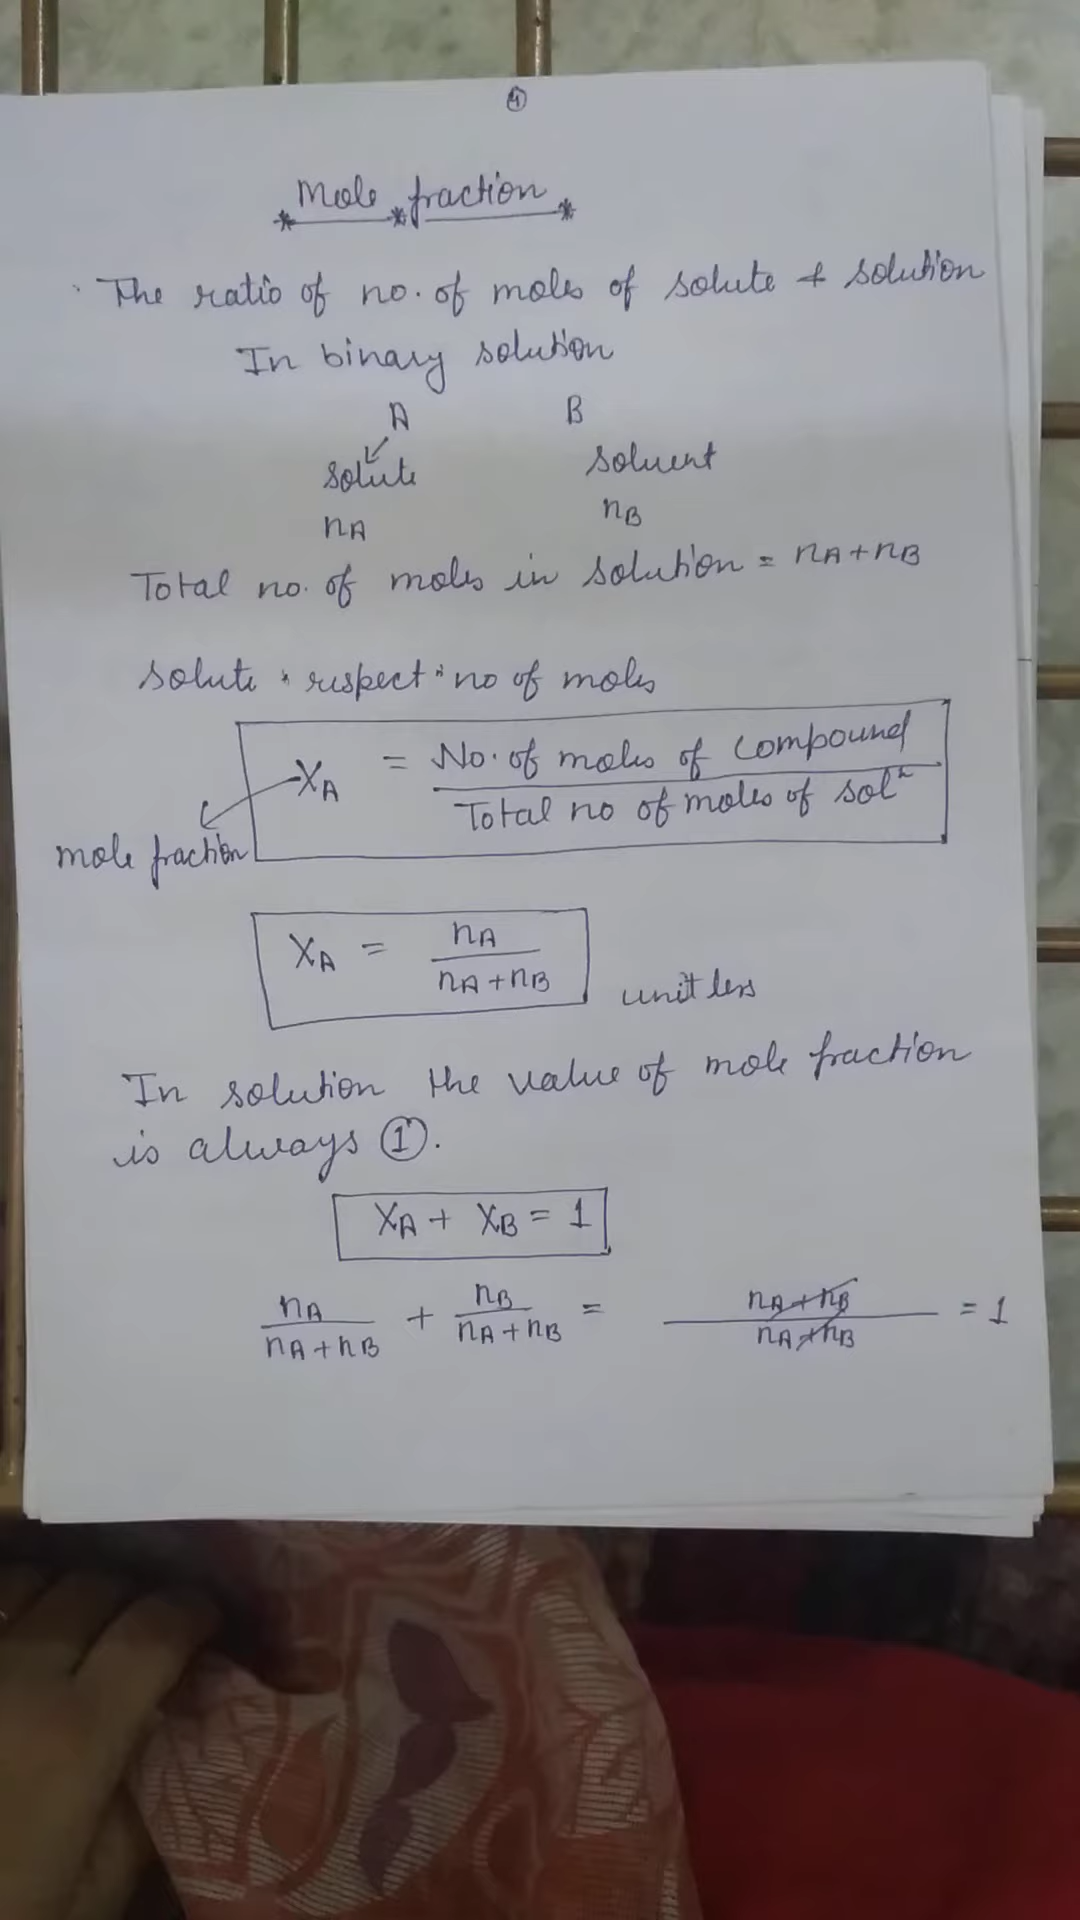 4
Mole fraction
The ratio of no. of moles of solute & solution
In binary solution
A B
solute solvent
nA nB
Total no. of moles in solution = nA + nB
solute " respect " no of moles
XA = No. of moles of compound / Total no of moles of solⁿ
mole fraction
XA = nA / nA + nB
unit less
In solution the value of mole fraction
is always 1.
XA + XB = 1
nA / nA + nB + nB / nA + nB = nA + nB / nA + nB = 1